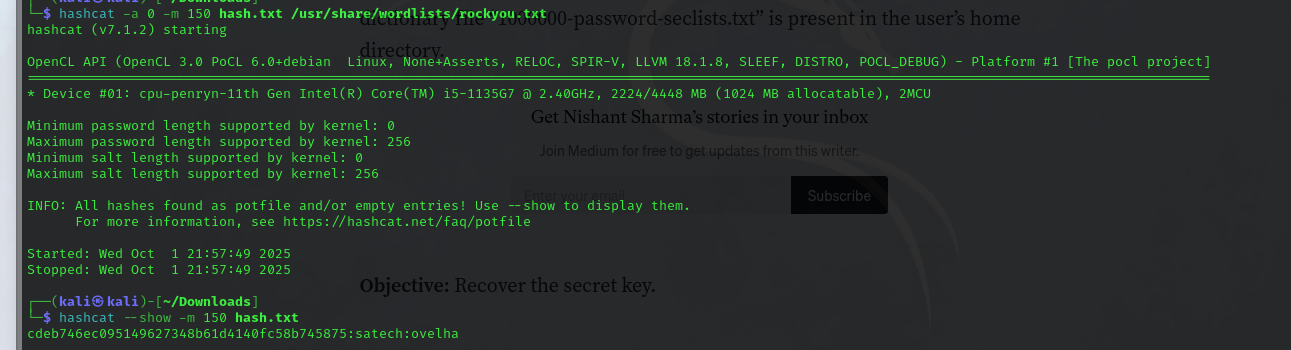 ┌──(kali㉿kali)-[~/Downloads]
└─$ hashcat -a 0 -m 150 hash.txt /usr/share/wordlists/rockyou.txt
dictionary file “1000000-password-seclists.txt” is present in the user’s home
hashcat (v7.1.2) starting
directory.
OpenCL API (OpenCL 3.0 PoCL 6.0+debian  Linux, None+Asserts, RELOC, SPIR-V, LLVM 18.1.8, SLEEF, DISTRO, POCL_DEBUG) - Platform #1 [The pocl project]
* Device #01: cpu-penryn-11th Gen Intel(R) Core(TM) i5-1135G7 @ 2.40GHz, 2224/4448 MB (1024 MB allocatable), 2MCU
Get Nishant Sharma’s stories in your inbox
Minimum password length supported by kernel: 0
Maximum password length supported by kernel: 256
Join Medium for free to get updates from this writer.
Minimum salt length supported by kernel: 0
Maximum salt length supported by kernel: 256
Enter your email
Subscribe
INFO: All hashes found as potfile and/or empty entries! Use --show to display them.
For more information, see https://hashcat.net/faq/potfile
Started: Wed Oct  1 21:57:49 2025
Stopped: Wed Oct  1 21:57:49 2025
Objective: Recover the secret key.
┌──(kali㉿kali)-[~/Downloads]
└─$ hashcat --show -m 150 hash.txt
cdeb746ec095149627348b61d4140fc58b745875:satech:ovelha